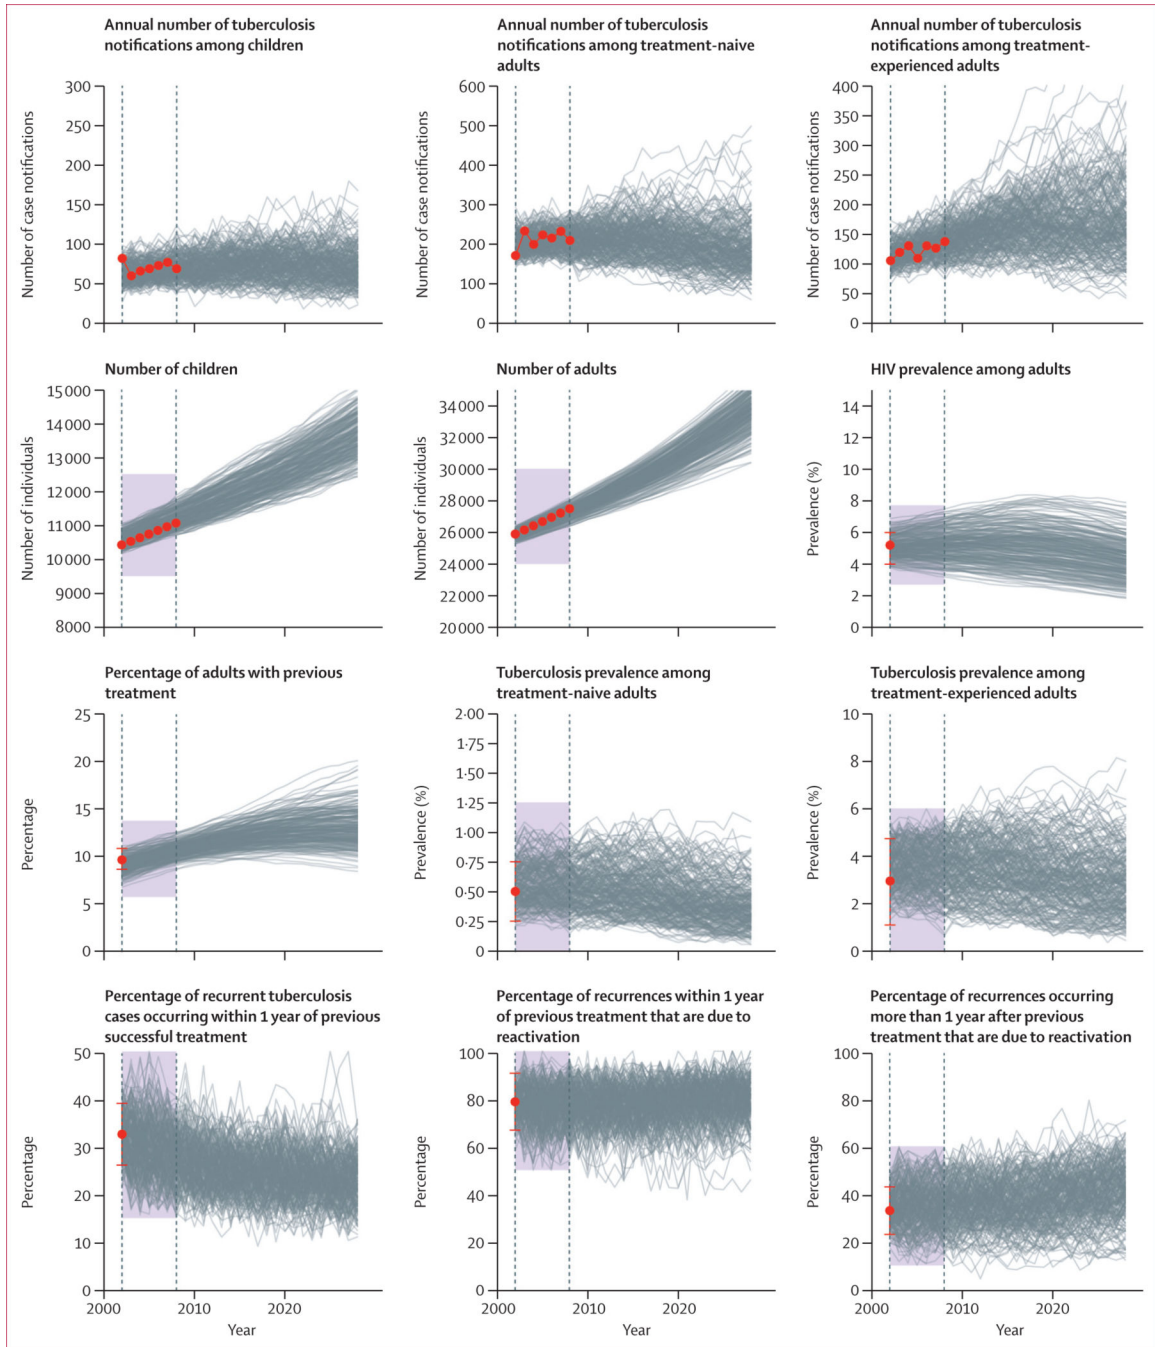 Annual number of tuberculosis
notifications among children
Number of case notifications
300
250
200
150
100
50
0
Annual number of tuberculosis
notifications among treatment-naive
adults
Number of case notifications
600
500
400
300
200
100
0
Annual number of tuberculosis
notifications among treatment-
experienced adults
Number of case notifications
400
350
300
250
200
150
100
50
0
Number of children
Number of individuals
15 000
14 000
13 000
12 000
11 000
10 000
9000
8000
Number of adults
Number of individuals
34 000
32 000
30 000
28 000
26 000
24 000
22 000
20 000
HIV prevalence among adults
Prevalence (%)
14
12
10
8
6
4
2
0
Percentage of adults with previous
treatment
Percentage
25
20
15
10
5
0
Tuberculosis prevalence among
treatment-naive adults
Prevalence (%)
2·00
1·75
1·50
1·25
1·00
0·75
0·50
0·25
0
2000
2010
2020
Tuberculosis prevalence among
treatment-experienced adults
Prevalence (%)
10
8
6
4
2
0
Percentage of recurrent tuberculosis
cases occurring within 1 year of previous
successful treatment
Percentage
50
40
30
20
10
0
2000
2010
2020
Year
Percentage of recurrences within 1 year
of previous treatment that are due to
reactivation
Percentage
100
80
60
40
20
0
2000
2010
2020
Year
Percentage of recurrences occurring
more than 1 year after previous
treatment that are due to reactivation
Percentage
100
80
60
40
20
0
2000
2010
2020
Year